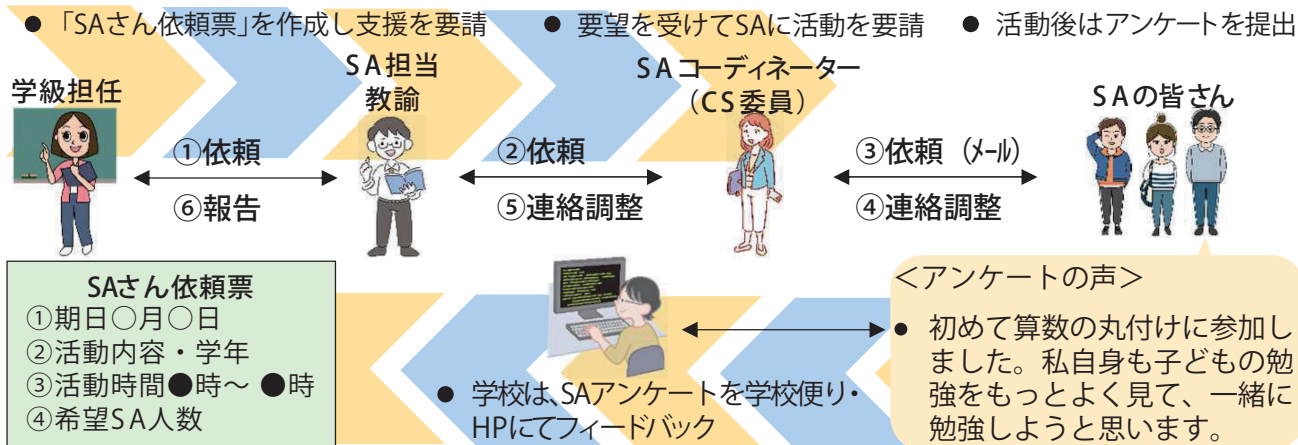 ● 「SAさん依頼票」を作成し支援を要請
● 要望を受けてSAに活動を要請
● 活動後はアンケートを提出
学級担任
SA担当
教諭
SAコーディネーター
（CS委員）
SAの皆さん
①依頼
⑥報告
②依頼
⑤連絡調整
③依頼（メール）
④連絡調整
SAさん依頼票
①期日○月○日
②活動内容・学年
③活動時間●時～ ●時
④希望SA人数
● 学校は、SAアンケートを学校便り・
HPにてフィードバック
＜アンケートの声＞
● 初めて算数の丸付けに参加し
ました。私自身も子どもの勉
強をもっとよく見て、一緒に
勉強しようと思います。